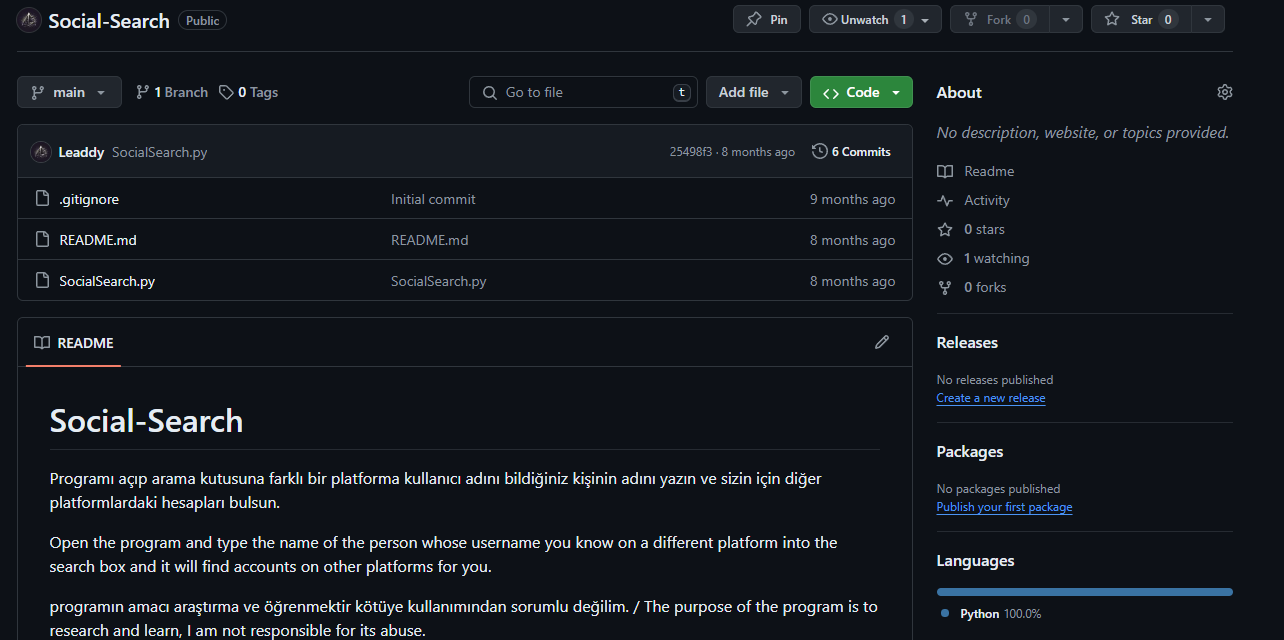 Social-Search Public
Pin
Unwatch 1
Fork 0
Star 0
main
1 Branch
0 Tags
Go to file
t
Add file
Code
Leaddy SocialSearch.py
25498f3 · 8 months ago
6 Commits
.gitignore
Initial commit
9 months ago
README.md
README.md
8 months ago
SocialSearch.py
SocialSearch.py
8 months ago
README
Social-Search
Programı açıp arama kutusuna farklı bir platforma kullanıcı adını bildiğiniz kişinin adını yazın ve sizin için diğer
platformlardaki hesapları bulsun.
Open the program and type the name of the person whose username you know on a different platform into the
search box and it will find accounts on other platforms for you.
programın amacı araştırma ve öğrenmektir kötüye kullanımından sorumlu değilim. / The purpose of the program is to
research and learn, I am not responsible for its abuse.
About
No description, website, or topics provided.
Readme
Activity
0 stars
1 watching
0 forks
Releases
No releases published
Create a new release
Packages
No packages published
Publish your first package
Languages
Python 100.0%